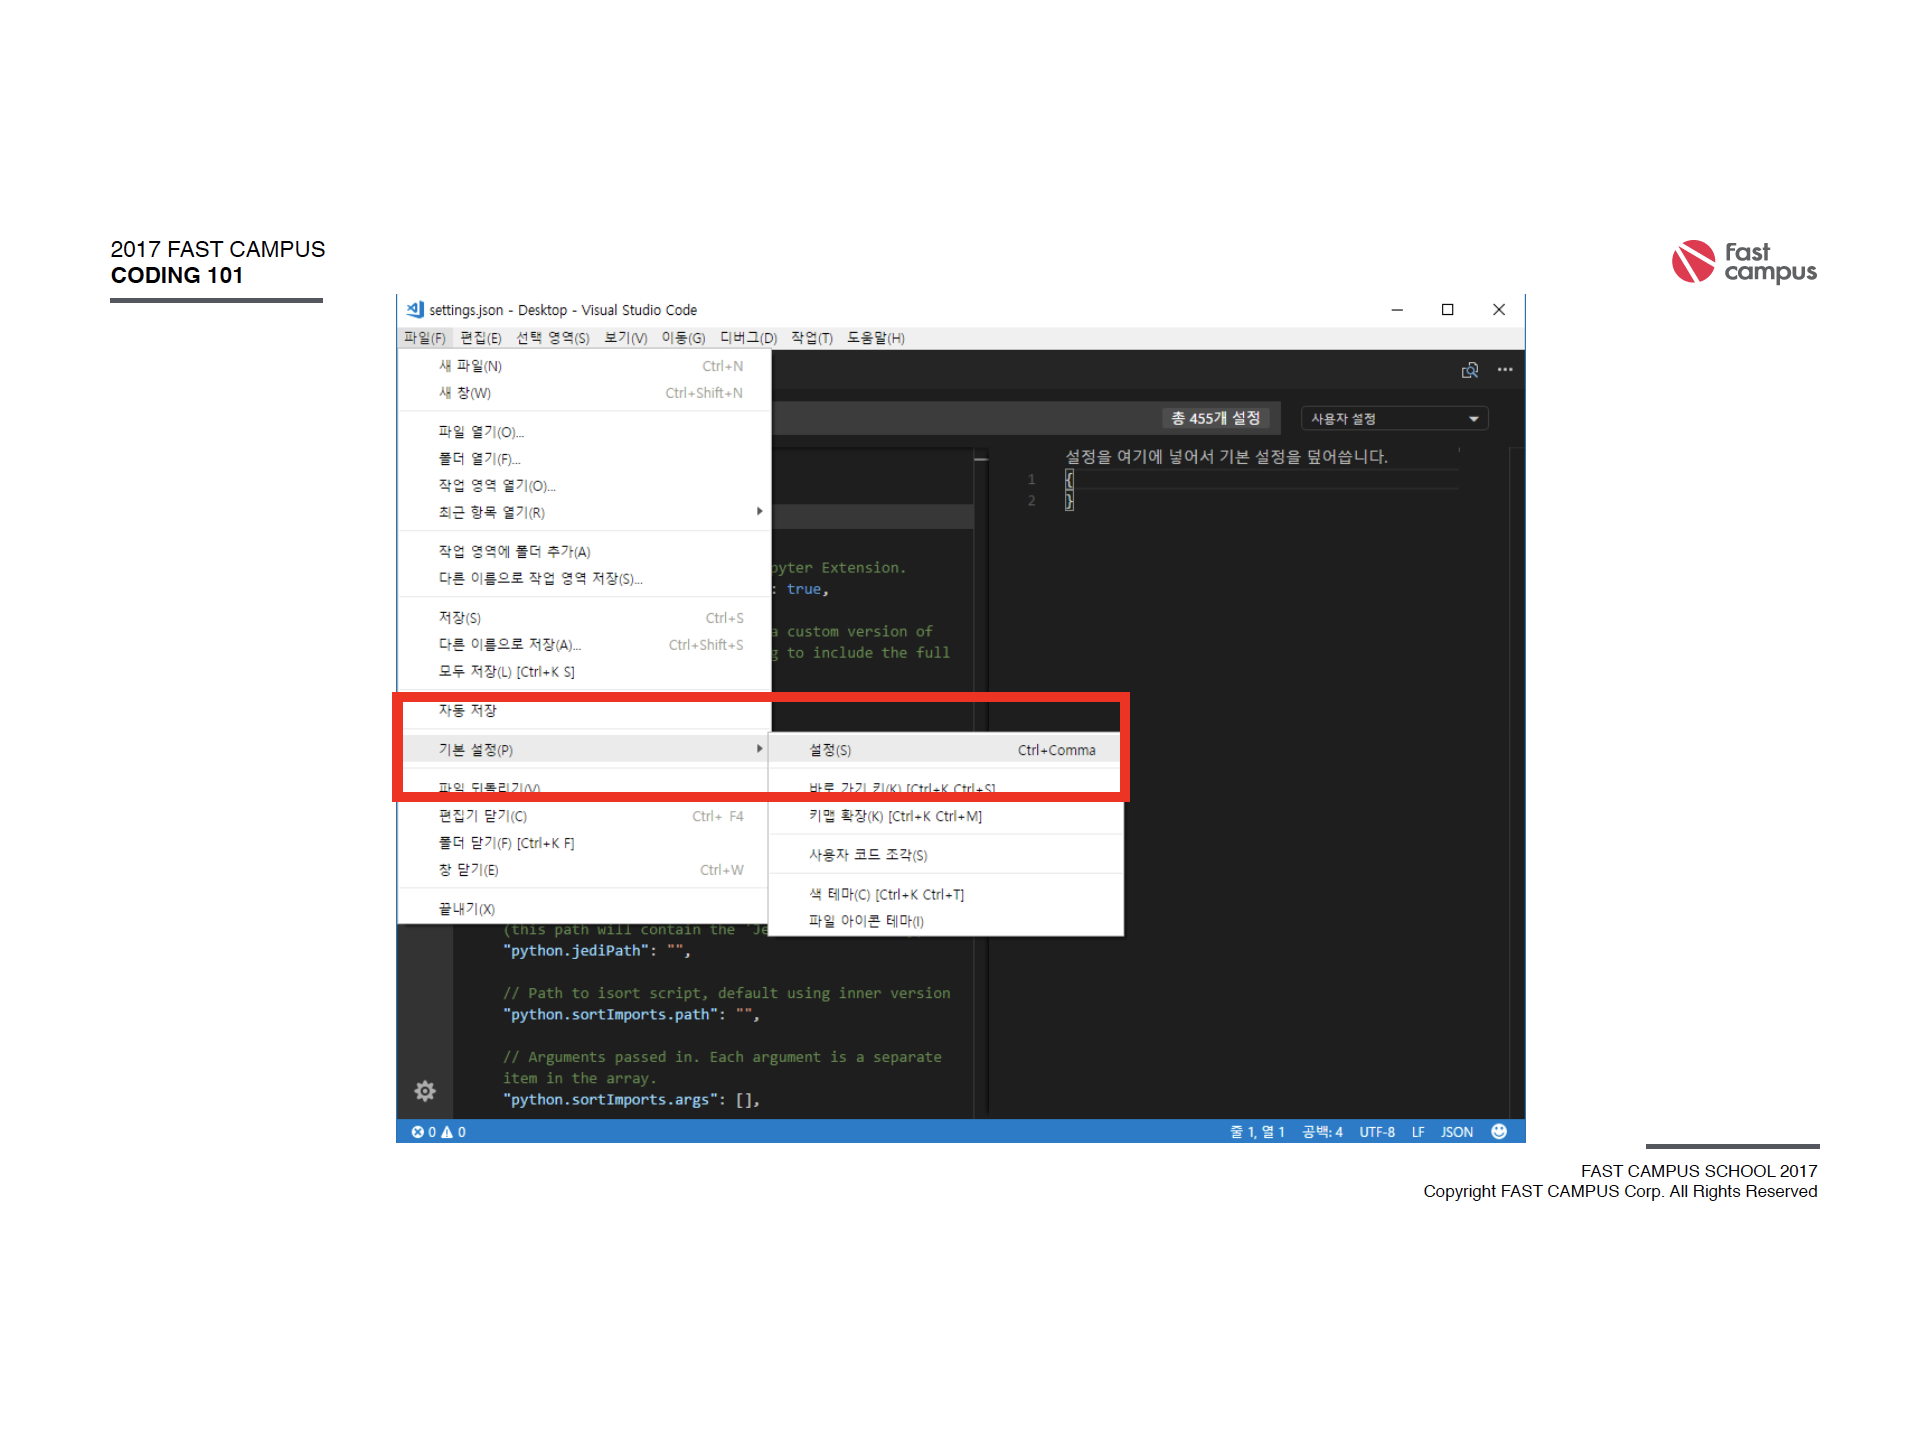 2017 FAST CAMPUS
CODING 101
Fast
campus
settings.json - Desktop - Visual Studio Code
파일(F) 편집(E) 선택 영역(S) 보기(V) 이동(G) 디버그(D) 작업(T) 도움말(H)
새 파일(N) Ctrl+N
새 창(W) Ctrl+Shift+N
파일 열기(O)...
폴더 열기(F)...
작업 영역 열기(O)...
최근 항목 열기(R)
작업 영역에 폴더 추가(A)
다른 이름으로 작업 영역 저장(S)...
저장(S) Ctrl+S
다른 이름으로 저장(A)... Ctrl+Shift+S
모두 저장(L) [Ctrl+K S]
자동 저장
기본 설정(P)
파일 되돌리기(V)
편집기 닫기(C) Ctrl+ F4
폴더 닫기(F) [Ctrl+K F]
창 닫기(E) Ctrl+W
끝내기(X)
설정(S) Ctrl+Comma
바로 가기 키(K) [Ctrl+K Ctrl+S]
키맵 확장(K) [Ctrl+K Ctrl+M]
사용자 코드 조각(S)
색 테마(C) [Ctrl+K Ctrl+T]
파일 아이콘 테마(I)
총 455개 설정
사용자 설정
설정을 여기에 넣어서 기본 설정을 덮어씁니다.
1 {
2 }
Extension.
: true,
a custom version of
to include the full
(this path will contain the
"python.jediPath": "",
// Path to isort script, default using inner version
"python.sortImports.path": "",
// Arguments passed in. Each argument is a separate
item in the array.
"python.sortImports.args": [],
0 0
줄 1, 열 1 공백: 4 UTF-8 LF JSON
FAST CAMPUS SCHOOL 2017
Copyright FAST CAMPUS Corp. All Rights Reserved